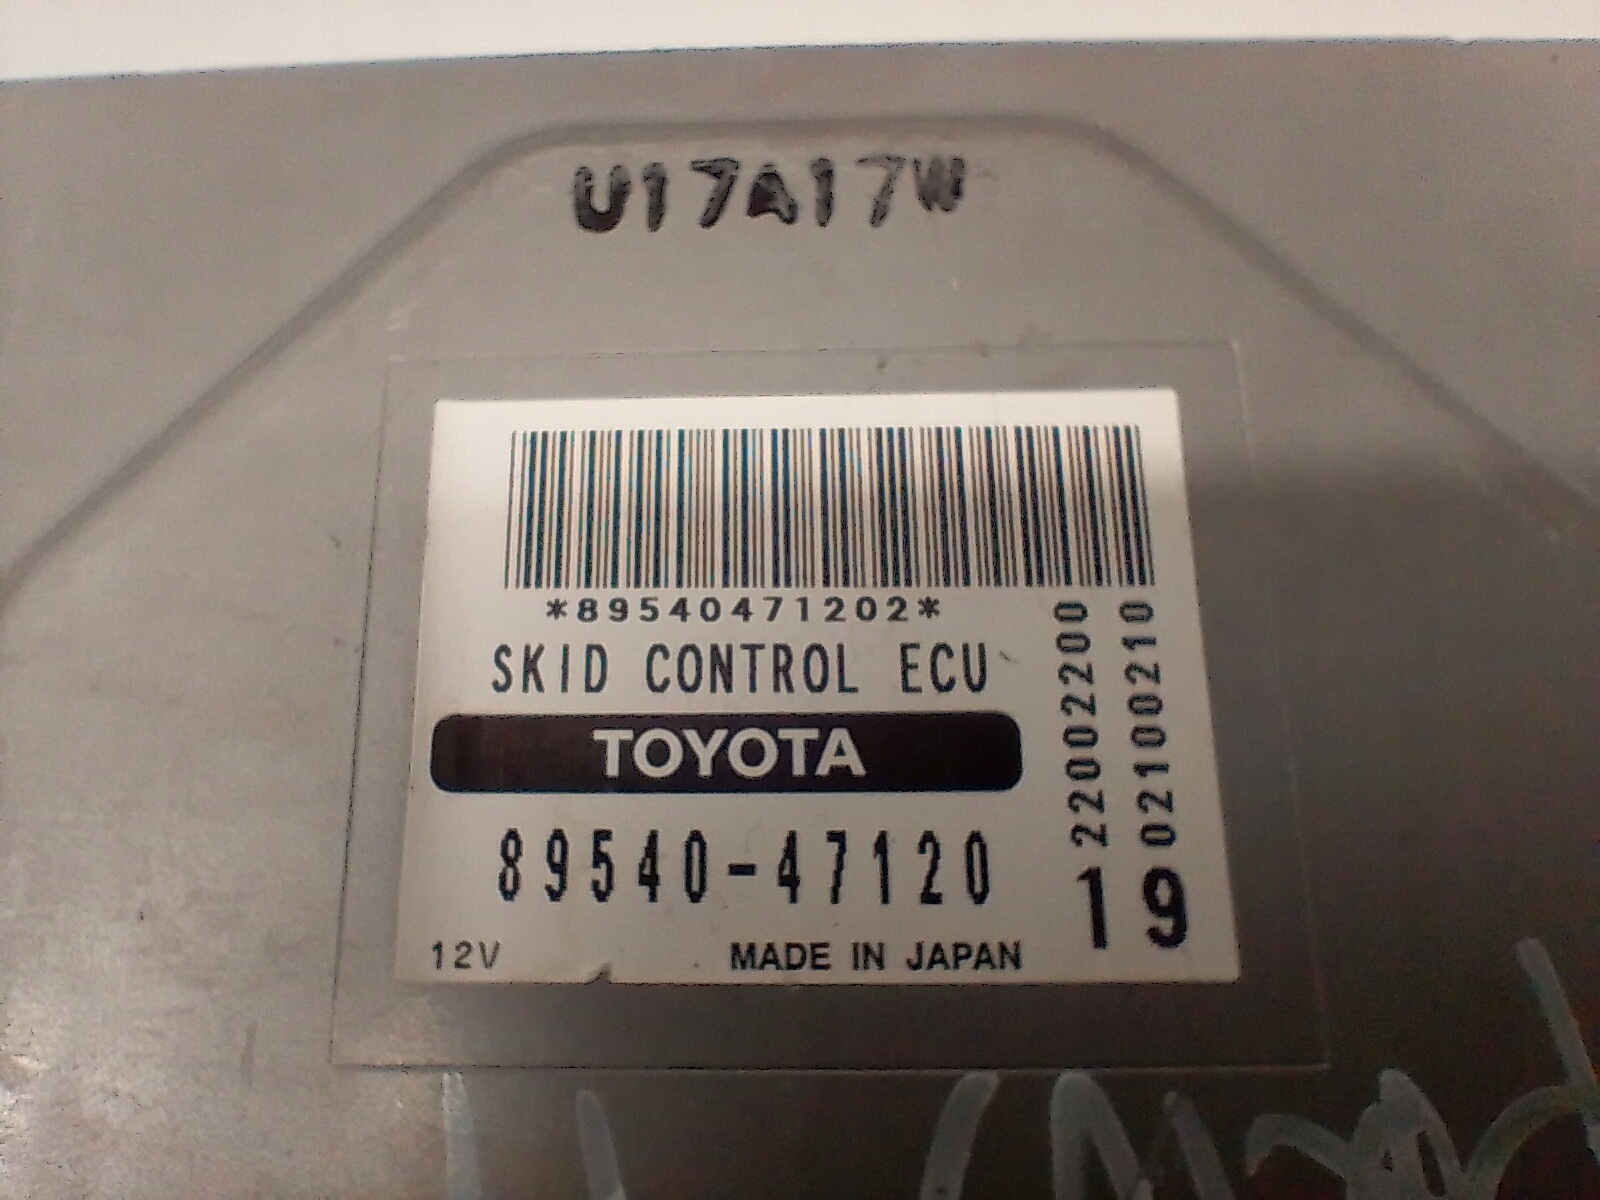 U17A17W
*89540471202*
SKID CONTROL ECU
TOYOTA
89540-47120
12V MADE IN JAPAN
22002200
02100210
19